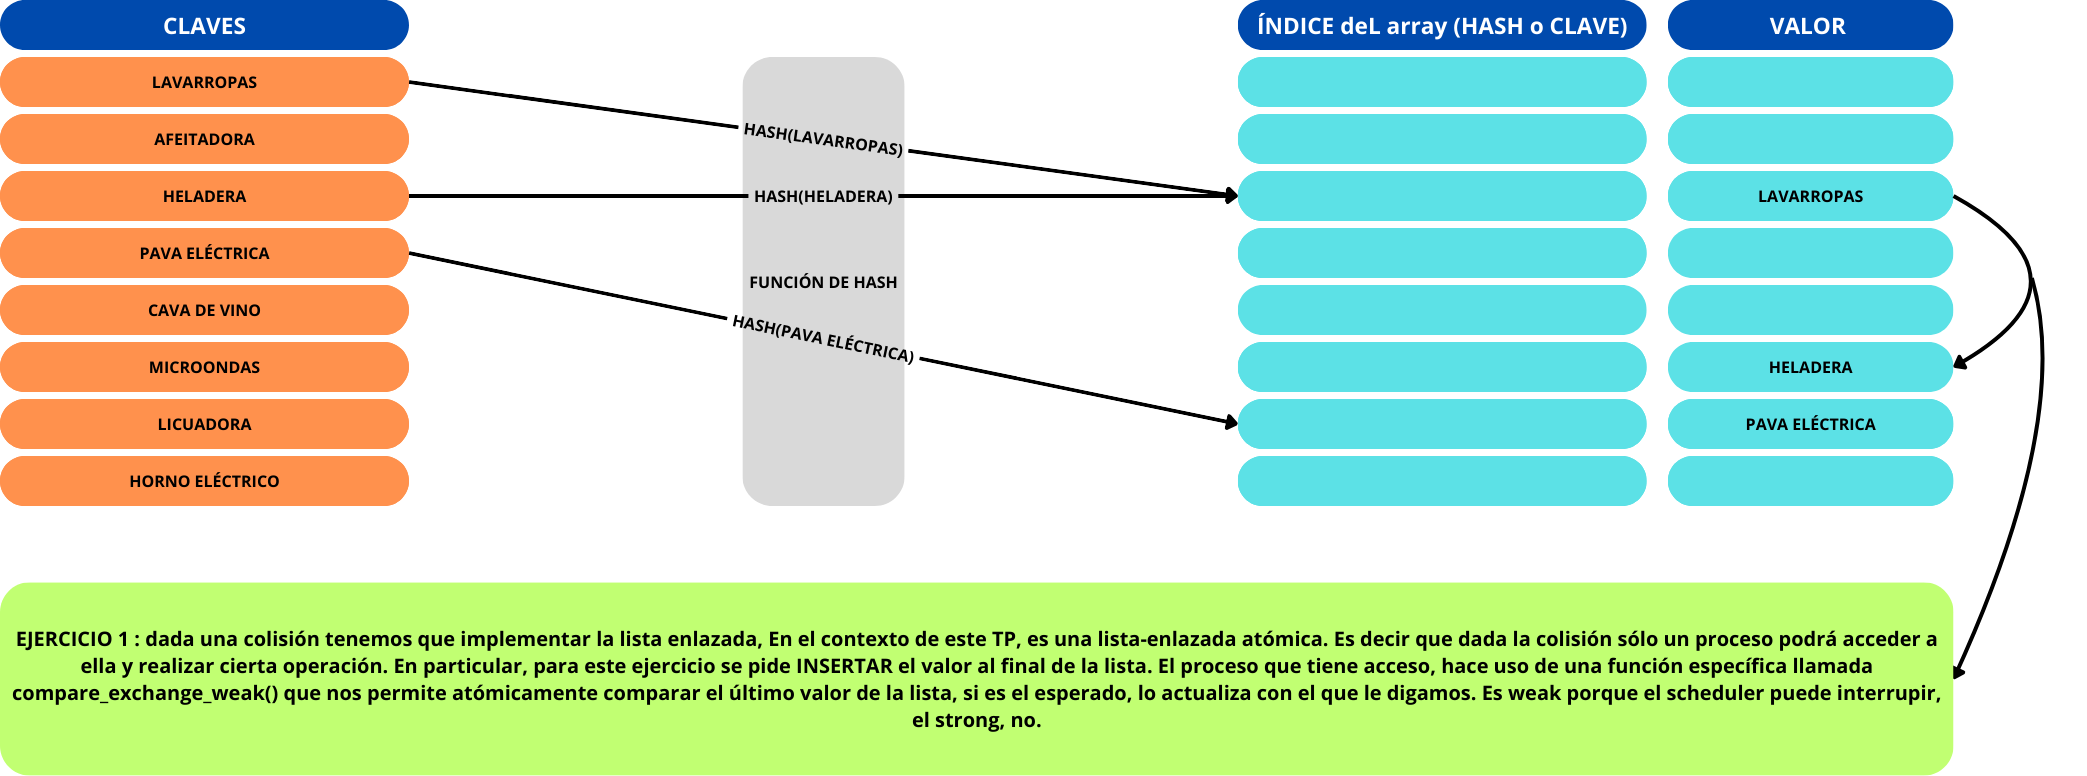 CLAVES
ÍNDICE deL array (HASH o CLAVE)
VALOR
LAVARROPAS
AFEITADORA
HELADERA
PAVA ELÉCTRICA
CAVA DE VINO
MICROONDAS
LICUADORA
HORNO ELÉCTRICO
HASH(LAVARROPAS)
HASH(HELADERA)
FUNCIÓN DE HASH
HASH(PAVA ELÉCTRICA)
LAVARROPAS
HELADERA
PAVA ELÉCTRICA
EJERCICIO 1 : dada una colisión tenemos que implementar la lista enlazada, En el contexto de este TP, es una lista-enlazada atómica. Es decir que dada la colisión sólo un proceso podrá acceder a
ella y realizar cierta operación. En particular, para este ejercicio se pide INSERTAR el valor al final de la lista. El proceso que tiene acceso, hace uso de una función específica llamada
compare_exchange_weak() que nos permite atómicamente comparar el último valor de la lista, si es el esperado, lo actualiza con el que le digamos. Es weak porque el scheduler puede interrupir,
el strong, no.